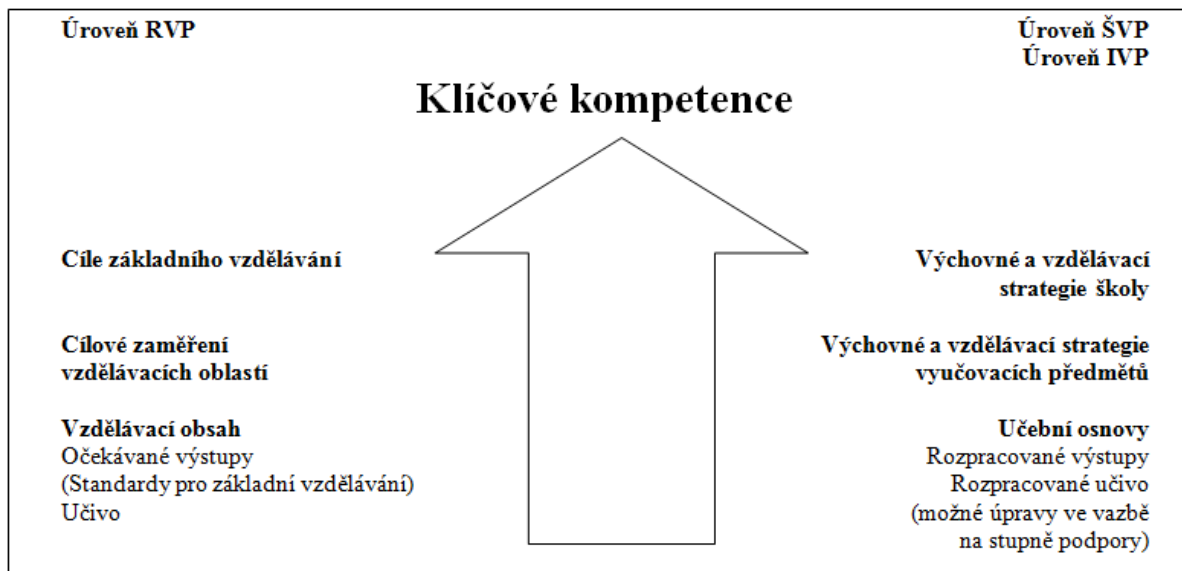 Úroveň RVP
Úroveň ŠVP
Úroveň IVP
Klíčové kompetence
Cíle základního vzdělávání
Výchovné a vzdělávací
strategie školy
Cílové zaměření
vzdělávacích oblastí
Výchovné a vzdělávací strategie
vyučovacích předmětů
Vzdělávací obsah
Očekávané výstupy
(Standardy pro základní vzdělávání)
Učivo
Učební osnovy
Rozpracované výstupy
Rozpracované učivo
(možné úpravy ve vazbě
na stupně podpory)